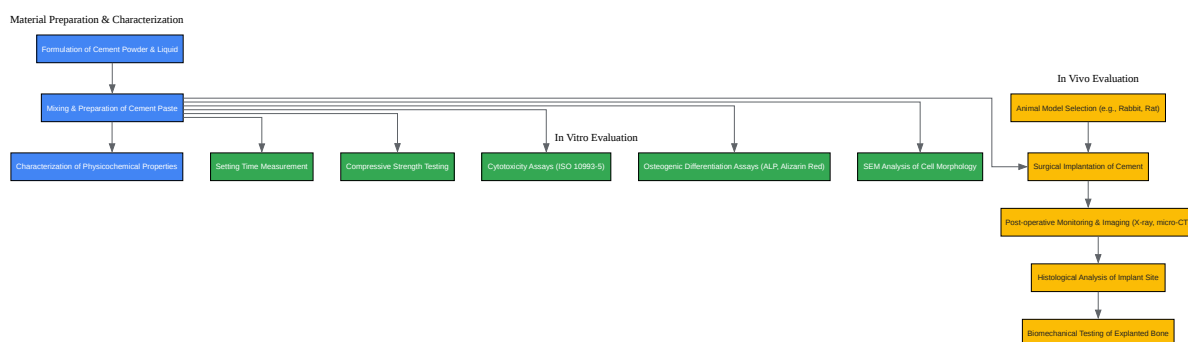 Material Preparation & Characterization
Formulation of Cement Powder & Liquid
In Vivo Evaluation
Mixing & Preparation of Cement Paste
Animal Model Selection (e.g., Rabbit, Rat)
In Vitro Evaluation
Characterization of Physicochemical Properties
Setting Time Measurement
Compressive Strength Testing
Cytotoxicity Assays (ISO 10993-5)
Osteogenic Differentiation Assays (ALP, Alizarin Red)
SEM Analysis of Cell Morphology
Surgical Implantation of Cement
Post-operative Monitoring & Imaging (X-ray, micro-CT
Histological Analysis of Implant Site
Biomechanical Testing of Explanted Bone